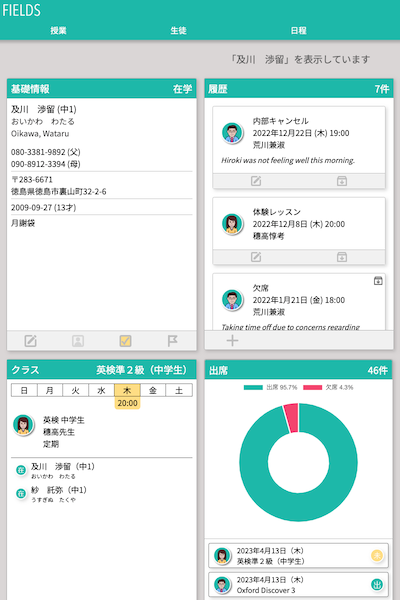 FIELDS
授業 生徒 日程
「及川　渉留」を表示しています
基礎情報 在学
及川　渉留 (中1)
おいかわ　わたる
Oikawa, Wataru
080-3381-9892 (父)
090-8912-3394 (母)
〒283-6671
徳島県徳島市裏山町32-2-6
2009-09-27 (13才)
月謝袋
履歴 7件
内部キャンセル
2022年12月22日 (木) 19:00
荒川兼淑
Hiroki was not feeling well this morning.
体験レッスン
2022年12月8日 (木) 20:00
穂高惇考
欠席
2022年1月21日 (金) 18:00
荒川兼淑
Taking time off due to concerns regarding
クラス 英検準２級（中学生）
日 月 火 水 木 金 土
20:00
英検 中学生
穂高先生
定期
在 及川　渉留（中1）
おいかわ　わたる
在 紗　託弥（中1）
うすぎぬ　たくや
出席 46件
出席 95.7% 欠席 4.3%
2023年4月13日（木）
英検準２級（中学生）
2023年4月13日（木）
Oxford Discover 3
出